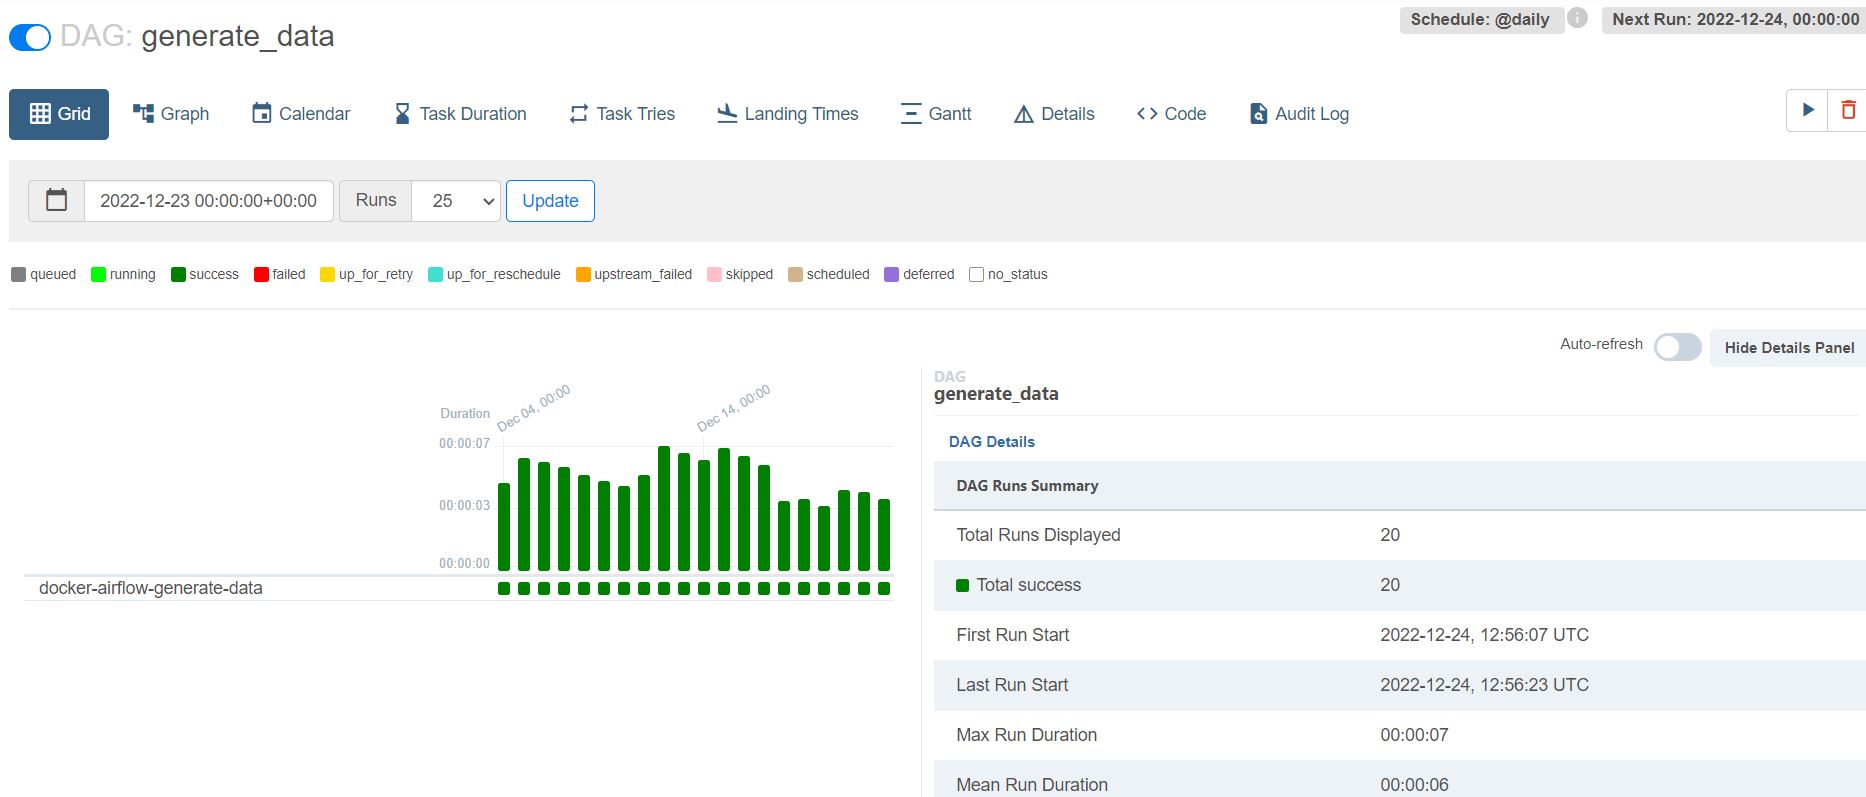 DAG: generate_data
Schedule: @daily
Next Run: 2022-12-24, 00:00:00
Grid
Graph
Calendar
Task Duration
Task Tries
Landing Times
Gantt
Details
Code
Audit Log
2022-12-23 00:00:00+00:00
Runs
25
Update
queued
running
success
failed
up_for_retry
up_for_reschedule
upstream_failed
skipped
scheduled
deferred
no_status
Auto-refresh
Hide Details Panel
Duration
Dec 04, 00:00
Dec 14, 00:00
00:00:07
00:00:03
00:00:00
docker-airflow-generate-data
DAG
generate_data
DAG Details
DAG Runs Summary
Total Runs Displayed 20
Total success 20
First Run Start 2022-12-24, 12:56:07 UTC
Last Run Start 2022-12-24, 12:56:23 UTC
Max Run Duration 00:00:07
Mean Run Duration 00:00:06